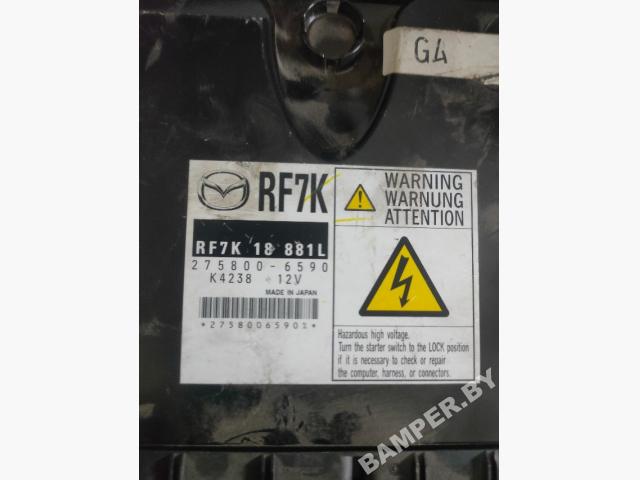 G4
RF7K
RF7K 18 881L
275800-6590
K4238 12V
MADE IN JAPAN
*2758006590%*
WARNING
WARNUNG
ATTENTION
Hazardous high voltage.
Turn the starter switch to the LOCK position
if it is necessary to check or repair
the computer, harness, or connectors.
BAMPER.BY